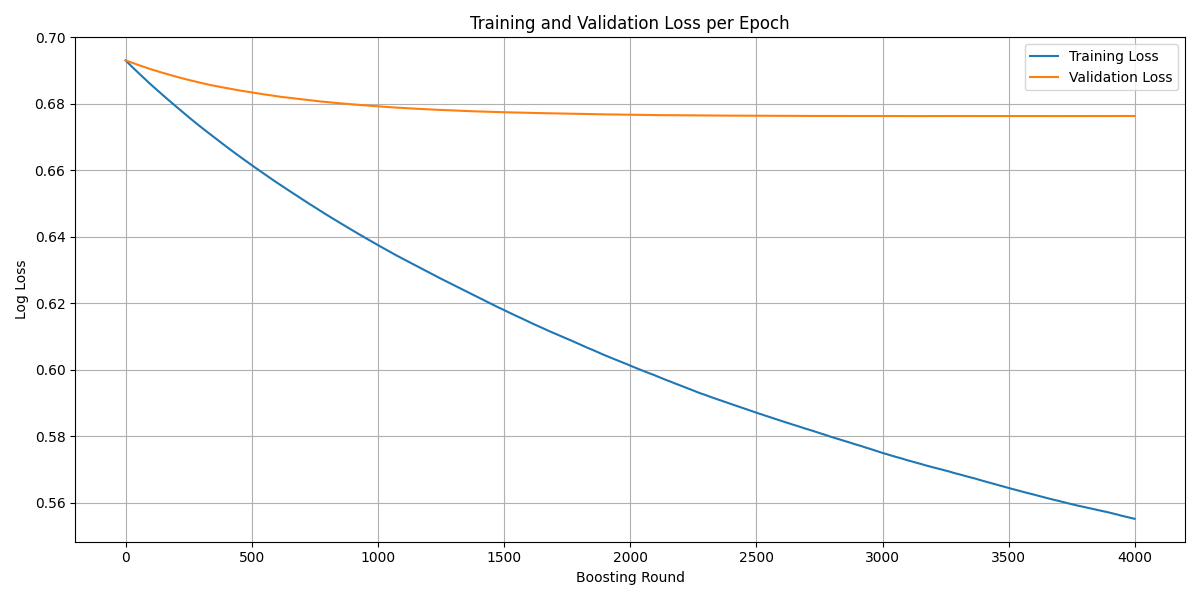 Training and Validation Loss per Epoch
Training Loss
Validation Loss
Log Loss
0.70
0.68
0.66
0.64
0.62
0.60
0.58
0.56
0 500 1000 1500 2000 2500 3000 3500 4000
Boosting Round